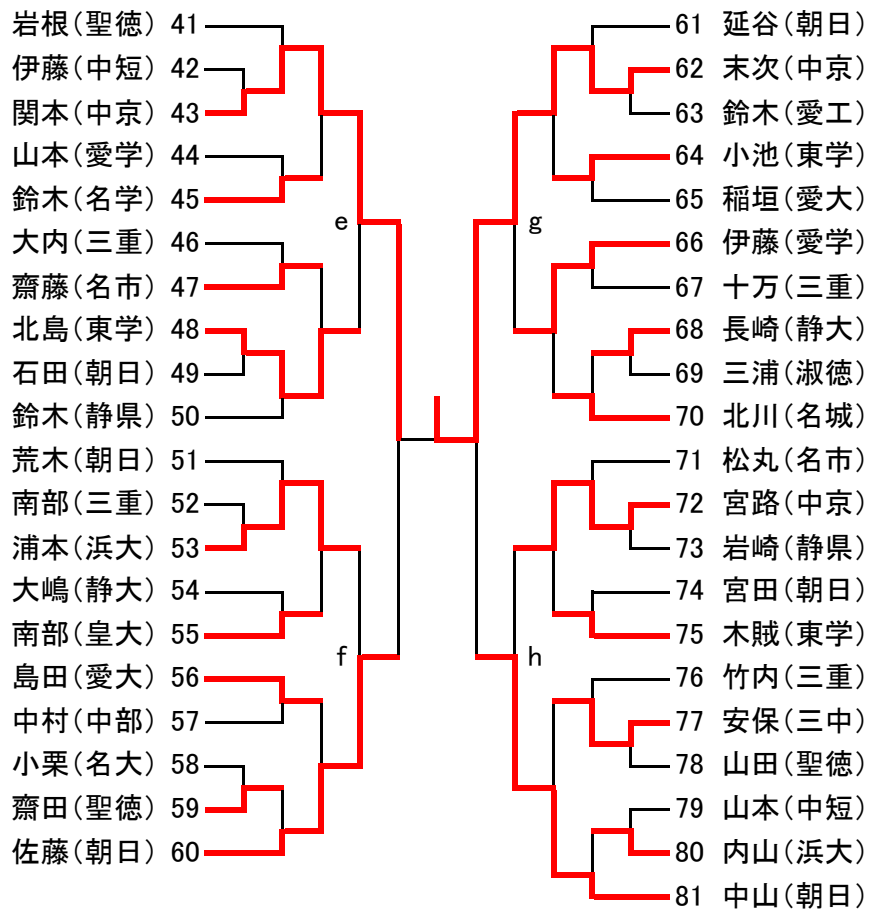 岩根(聖徳) 41
伊藤(中短) 42
関本(中京) 43
山本(愛学) 44
鈴木(名学) 45
大内(三重) 46
齋藤(名市) 47
北島(東学) 48
石田(朝日) 49
鈴木(静県) 50
荒木(朝日) 51
南部(三重) 52
浦本(浜大) 53
大嶋(静大) 54
南部(皇大) 55
島田(愛大) 56
中村(中部) 57
小栗(名大) 58
齋田(聖徳) 59
佐藤(朝日) 60
e
f
g
h
61 延谷(朝日)
62 末次(中京)
63 鈴木(愛工)
64 小池(東学)
65 稲垣(愛大)
66 伊藤(愛学)
67 十万(三重)
68 長崎(静大)
69 三浦(淑徳)
70 北川(名城)
71 松丸(名市)
72 宮路(中京)
73 岩崎(静県)
74 宮田(朝日)
75 木賊(東学)
76 竹内(三重)
77 安保(三中)
78 山田(聖徳)
79 山本(中短)
80 内山(浜大)
81 中山(朝日)